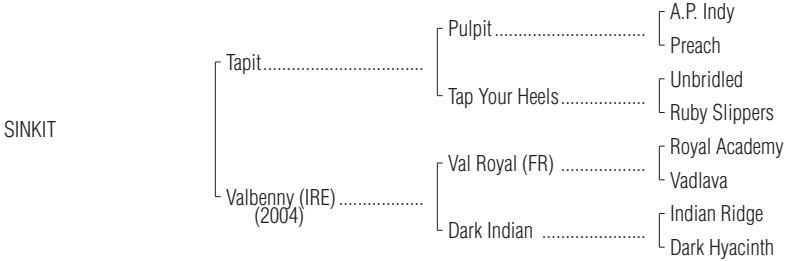 A.P. Indy
Pulpit..............................
Preach
Tapit................................
Unbridled
Tap Your Heels.................
Ruby Slippers
SINKIT
Royal Academy
Val Royal (FR) .................
Vadlava
Valbenny (IRE).................
(2004)
Indian Ridge
Dark Indian .....................
Dark Hyacinth